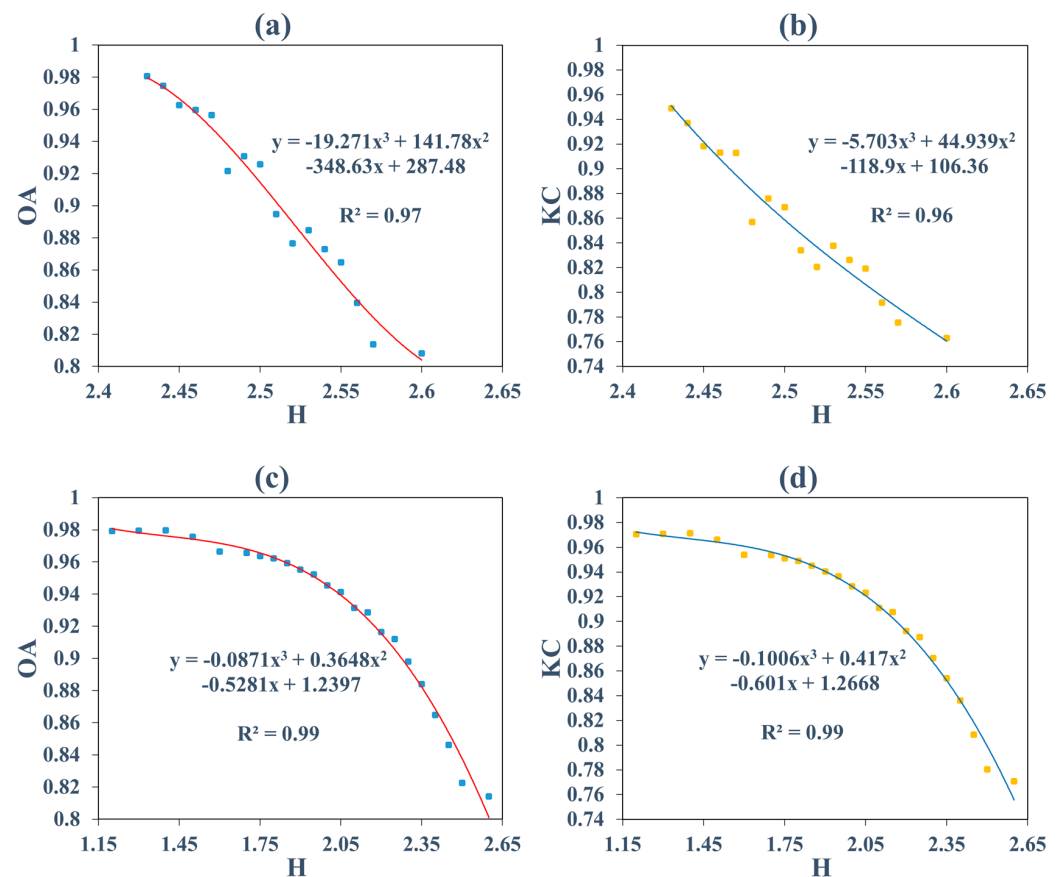 (a)
1
0.98
0.96
0.94
0.92
0.9
0.88
0.86
0.84
0.82
0.8
OA
y = -19.271x³ + 141.78x²
-348.63x + 287.48
R² = 0.97
2.4 2.45 2.5 2.55 2.6 2.65
H
(b)
1
0.98
0.96
0.94
0.92
0.9
0.88
0.86
0.84
0.82
0.8
0.78
0.76
0.74
KC
y = -5.703x³ + 44.939x²
-118.9x + 106.36
R² = 0.96
2.4 2.45 2.5 2.55 2.6 2.65
H
(c)
1
0.98
0.96
0.94
0.92
0.9
0.88
0.86
0.84
0.82
0.8
OA
y = -0.0871x³ + 0.3648x²
-0.5281x + 1.2397
R² = 0.99
1.15 1.45 1.75 2.05 2.35 2.65
H
(d)
1
0.98
0.96
0.94
0.92
0.9
0.88
0.86
0.84
0.82
0.8
0.78
0.76
0.74
KC
y = -0.1006x³ + 0.417x²
-0.601x + 1.2668
R² = 0.99
1.15 1.45 1.75 2.05 2.35 2.65
H